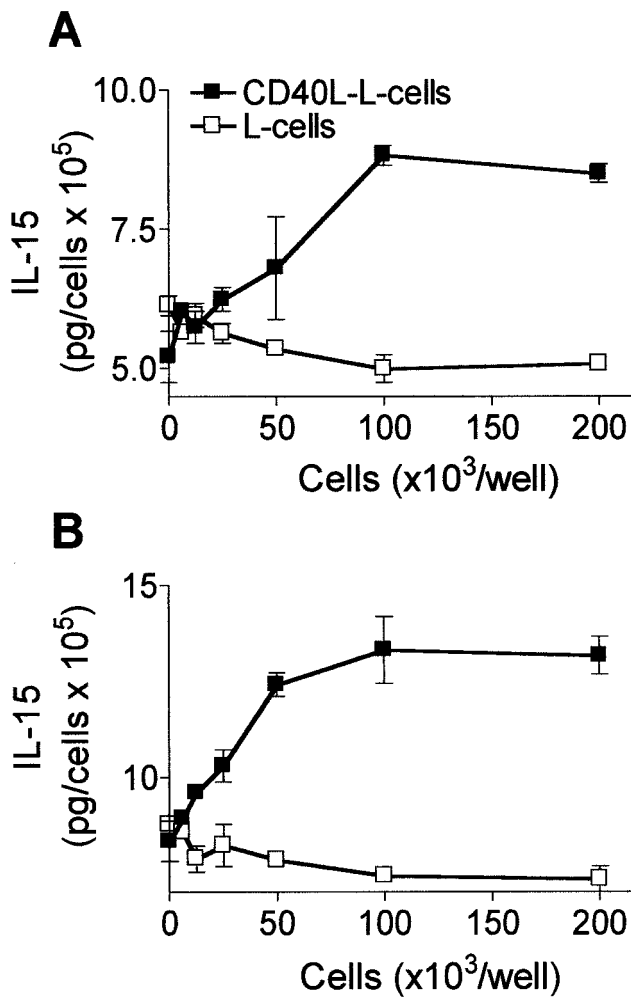 A
10.0
CD40L-L-cells
L-cells
7.5
5.0
IL-15
(pg/cells x 10⁵)
0 50 100 150 200
Cells (x10³/well)
B
15
10
IL-15
(pg/cells x 10⁵)
0 50 100 150 200
Cells (x10³/well)